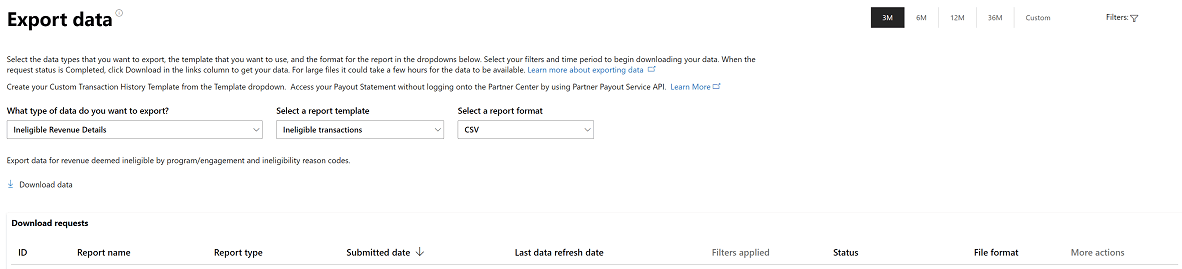 Export data
3M 6M 12M 36M Custom Filters:
Select the data types that you want to export, the template that you want to use, and the format for the report in the dropdowns below. Select your filters and time period to begin downloading your data. When the
request status is Completed, click Download in the links column to get your data. For large files it could take a few hours for the data to be available. Learn more about exporting data
Create your Custom Transaction History Template from the Template dropdown. Access your Payout Statement without logging onto the Partner Center by using Partner Payout Service API. Learn More
What type of data do you want to export? Select a report template Select a report format
Ineligible Revenue Details Ineligible transactions CSV
Export data for revenue deemed ineligible by program/engagement and ineligibility reason codes.
Download data
Download requests
ID Report name Report type Submitted date Last data refresh date Filters applied Status File format More actions